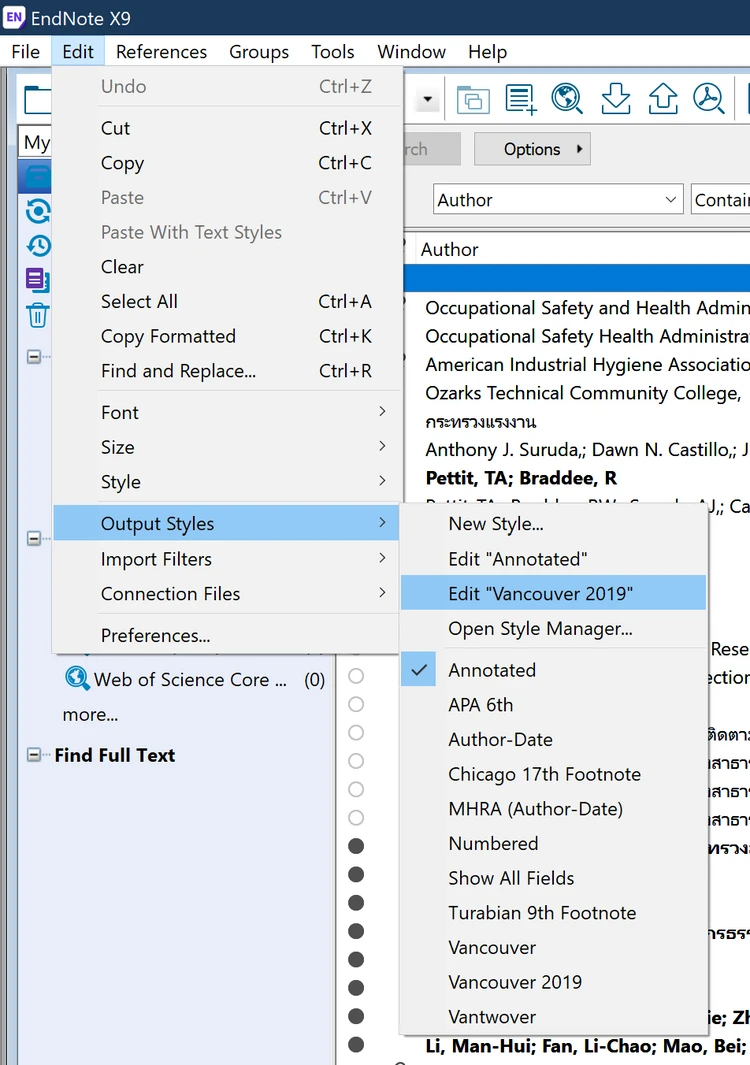 EN EndNote X9
File Edit References Groups Tools Window Help
Undo Ctrl+Z
Cut Ctrl+X
Copy Ctrl+C
Paste Ctrl+V
Paste With Text Styles
Clear
Select All Ctrl+A
Copy Formatted Ctrl+K
Find and Replace... Ctrl+R
Font
Size
Style
Output Styles
Import Filters
Connection Files
Preferences...
New Style...
Edit "Annotated"
Edit "Vancouver 2019"
Open Style Manager...
Annotated
APA 6th
Author-Date
Chicago 17th Footnote
MHRA (Author-Date)
Numbered
Show All Fields
Turabian 9th Footnote
Vancouver
Vancouver 2019
Vantwover
My
Web of Science Core ... (0)
more...
Find Full Text
rch Options
Author Contain
Author
Occupational Safety and Health Admin
Occupational Safety Health Administra
American Industrial Hygiene Associatio
Ozarks Technical Community College,
กระทรวงแรงงาน
Anthony J. Suruda,; Dawn N. Castillo,; J
Pettit, TA; Braddee, R
Rese
ection
ติดตาม
สาธาร
สาธาร
สาธาร
ทรวง
กรธร
ie; Zh
Li, Man-Hui; Fan, Li-Chao; Mao, Bei;